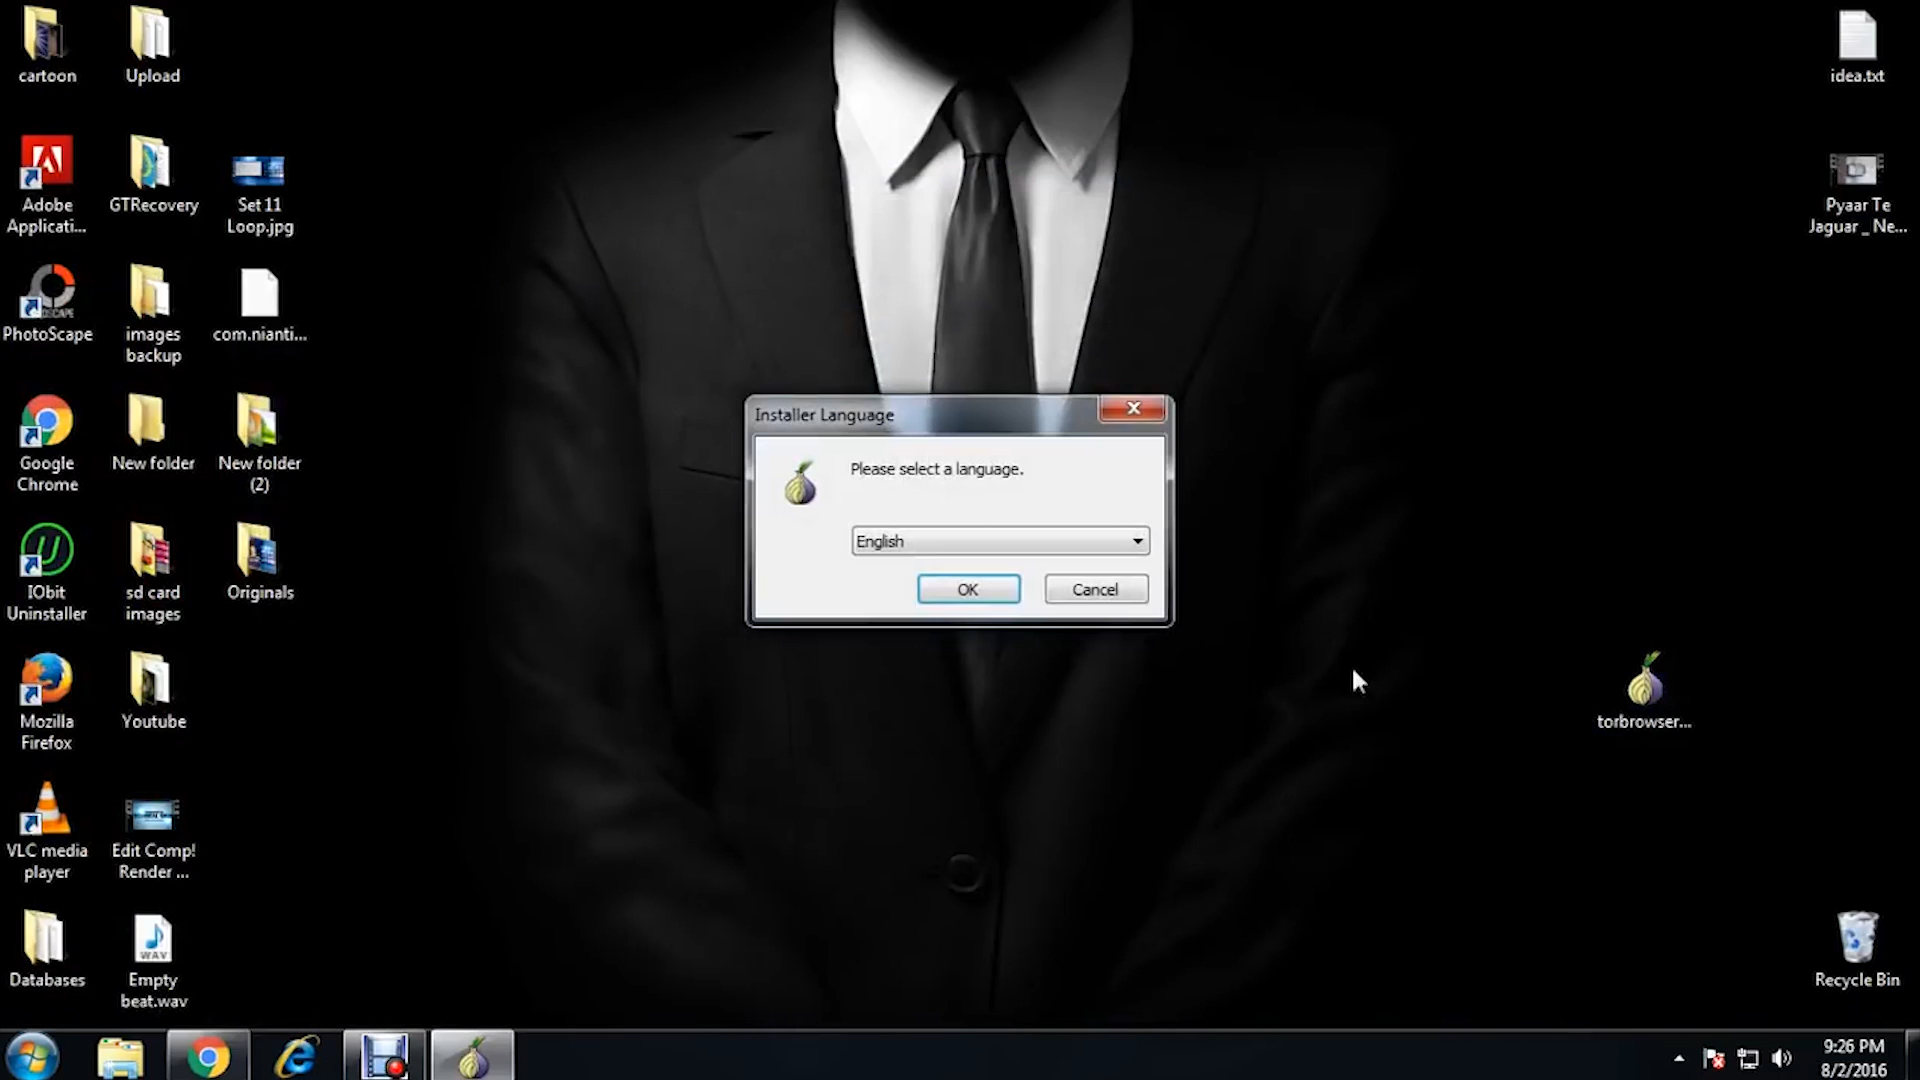 cartoon
Upload
idea.txt
Adobe
Applicati...
GTRecovery
Set 11
Loop.jpg
Pyaar Te
Jaguar _ Ne...
PhotoScape
images
backup
com.nianti...
Installer Language
Please select a language.
English
OK
Cancel
Google
Chrome
New folder
New folder
(2)
IObit
Uninstaller
sd card
images
Originals
Mozilla
Firefox
Youtube
torbrowser...
VLC media
player
Edit Comp!
Render ...
WAV
Databases
Empty
beat.wav
Recycle Bin
9:26 PM
8/2/2016